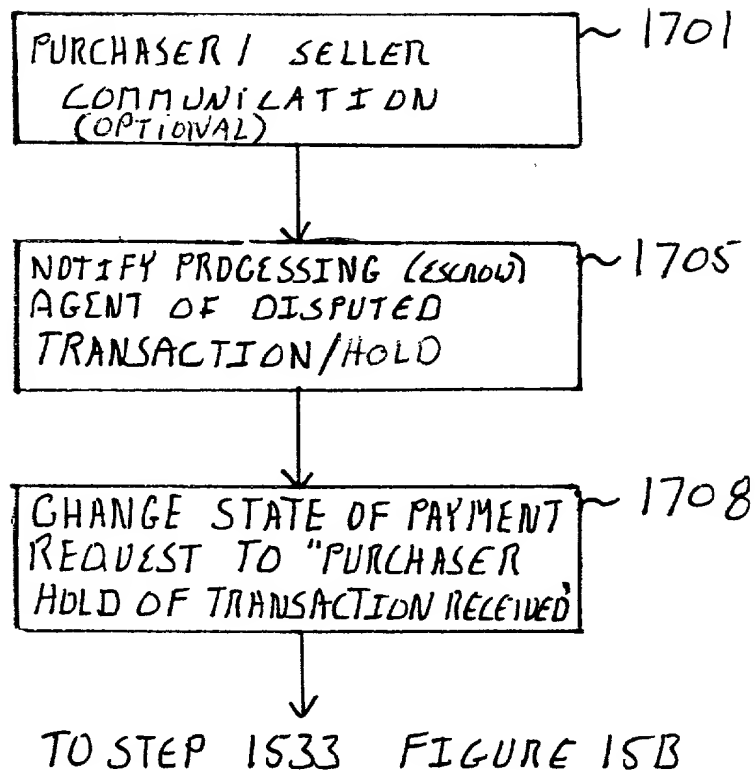 PURCHASER / SELLER ~ 1701
COMMUNICATION
(OPTIONAL)
NOTIFY PROCESSING (ESCROW) ~ 1705
AGENT OF DISPUTED
TRANSACTION/HOLD
CHANGE STATE OF PAYMENT ~ 1708
REQUEST TO "PURCHASER
HOLD OF TRANSACTION RECEIVED"
TO STEP 1533 FIGURE 15B